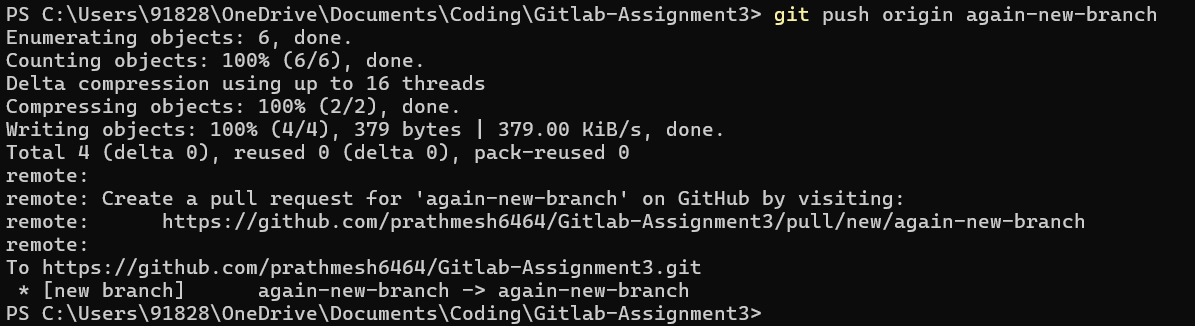 PS C:\Users\91828\OneDrive\Documents\Coding\Gitlab-Assignment3> git push origin again-new-branch
Enumerating objects: 6, done.
Counting objects: 100% (6/6), done.
Delta compression using up to 16 threads
Compressing objects: 100% (2/2), done.
Writing objects: 100% (4/4), 379 bytes | 379.00 KiB/s, done.
Total 4 (delta 0), reused 0 (delta 0), pack-reused 0
remote:
remote: Create a pull request for 'again-new-branch' on GitHub by visiting:
remote:      https://github.com/prathmesh6464/Gitlab-Assignment3/pull/new/again-new-branch
remote:
To https://github.com/prathmesh6464/Gitlab-Assignment3.git
 * [new branch]      again-new-branch -> again-new-branch
PS C:\Users\91828\OneDrive\Documents\Coding\Gitlab-Assignment3>